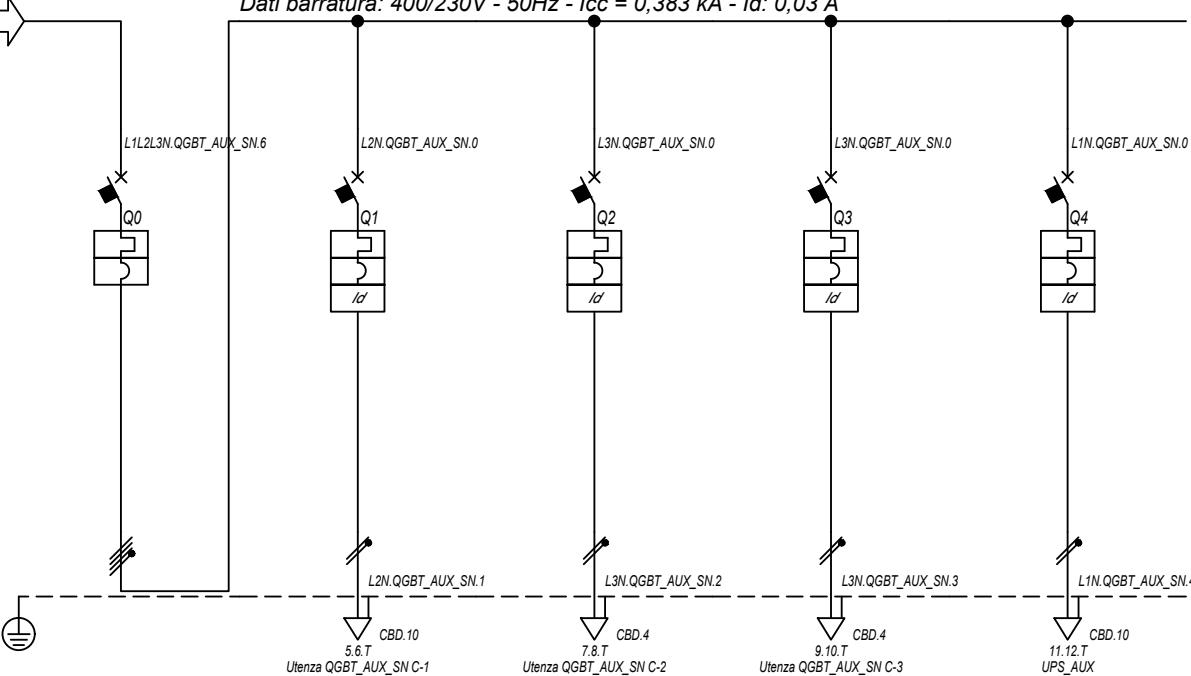 Dati barratura: 400/230V - 50Hz - Icc = 0,383 kA - Id: 0,03 A
L1L2L3N.QGBT_AUX_SN.6
L2N.QGBT_AUX_SN.0
L3N.QGBT_AUX_SN.0
L3N.QGBT_AUX_SN.0
L1N.QGBT_AUX_SN.0
Q0
Q1
Q2
Q3
Q4
Id
Id
Id
Id
L2N.QGBT_AUX_SN.1
L3N.QGBT_AUX_SN.2
L3N.QGBT_AUX_SN.3
L1N.QGBT_AUX_SN.4
CBD.10
CBD.4
CBD.4
CBD.10
5.6.T
7.8.T
9.10.T
11.12.T
Utenza QGBT_AUX_SN C-1
Utenza QGBT_AUX_SN C-2
Utenza QGBT_AUX_SN C-3
UPS_AUX